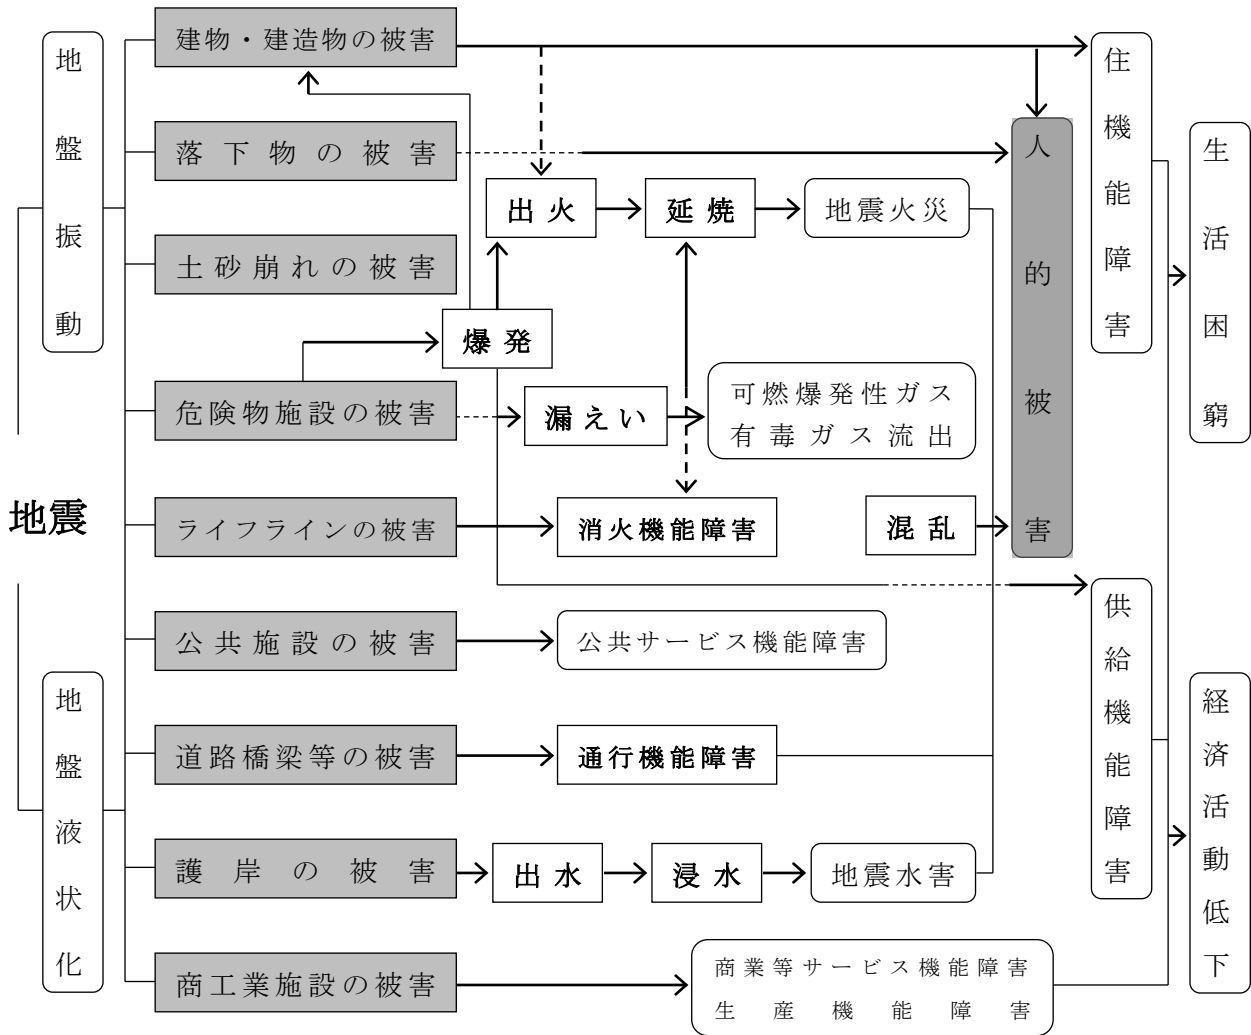 地震
地盤振動
地盤液状化
建物・建造物の被害
落下物の被害
土砂崩れの被害
危険物施設の被害
ライフラインの被害
公共施設の被害
道路橋梁等の被害
護岸の被害
商工業施設の被害
出火
延焼
地震火災
爆発
漏えい
可燃爆発性ガス
有毒ガス流出
消火機能障害
混乱
公共サービス機能障害
通行機能障害
出水
浸水
地震水害
商業等サービス機能障害
生産機能障害
人的被害
住機能障害
供給機能障害
生活困窮
経済活動低下